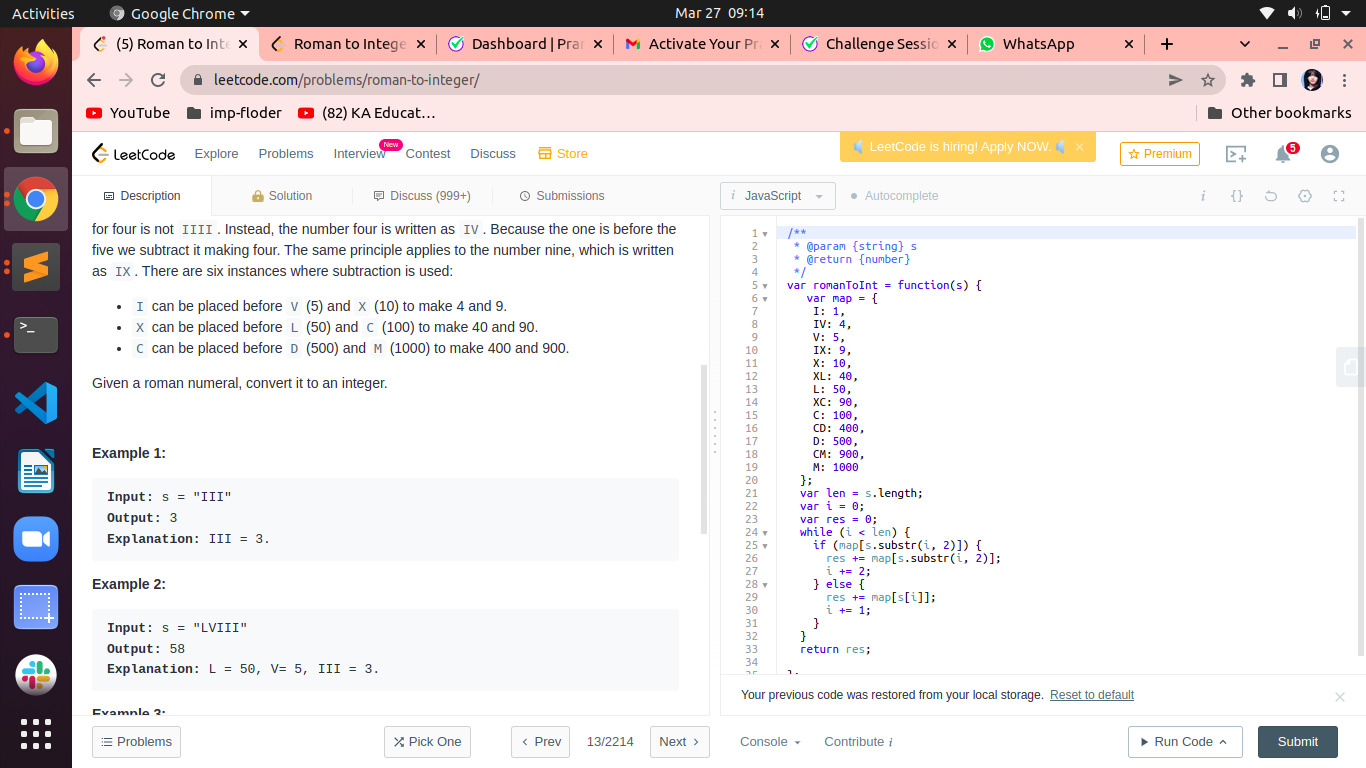 Activities
Google Chrome
Mar 27 09:14
(5) Roman to Inte
Roman to Intege
Dashboard | Pra
Activate Your Pr
Challenge Sessio
WhatsApp
leetcode.com/problems/roman-to-integer/
YouTube
imp-floder
(82) KA Educat…
Other bookmarks
LeetCode
Explore
Problems
Interview
New
Contest
Discuss
Store
LeetCode is hiring! Apply NOW.
Premium
5
Description
Solution
Discuss (999+)
Submissions
i JavaScript
Autocomplete
i {}
for four is not IIII. Instead, the number four is written as IV. Because the one is before the
five we subtract it making four. The same principle applies to the number nine, which is written
as IX. There are six instances where subtraction is used:
• I can be placed before V (5) and X (10) to make 4 and 9.
• X can be placed before L (50) and C (100) to make 40 and 90.
• C can be placed before D (500) and M (1000) to make 400 and 900.
Given a roman numeral, convert it to an integer.
Example 1:
Input: s = "III"
Output: 3
Explanation: III = 3.
Example 2:
Input: s = "LVIII"
Output: 58
Explanation: L = 50, V= 5, III = 3.
Example 3:
1 /**
2 * @param {string} s
3 * @return {number}
4 */
5 var romanToInt = function(s) {
6 var map = {
7 I: 1,
8 IV: 4,
9 V: 5,
10 IX: 9,
11 X: 10,
12 XL: 40,
13 L: 50,
14 XC: 90,
15 C: 100,
16 CD: 400,
17 D: 500,
18 CM: 900,
19 M: 1000
20 };
21 var len = s.length;
22 var i = 0;
23 var res = 0;
24 while (i < len) {
25 if (map[s.substr(i, 2)]) {
26 res += map[s.substr(i, 2)];
27 i += 2;
28 } else {
29 res += map[s[i]];
30 i += 1;
31 }
32 }
33 return res;
34
35 };
Your previous code was restored from your local storage. Reset to default
Problems
Pick One
Prev
13/2214
Next
Console
Contribute i
Run Code
Submit